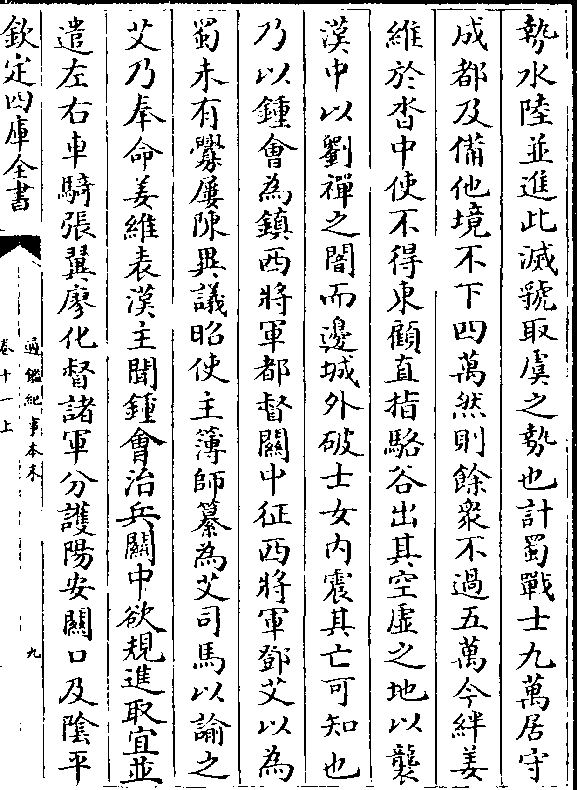 勢水陸並進此滅虢取虞之勢也計蜀戰士九萬居守
成都及備他境不下四萬然則餘衆不過五萬今絆姜
維於沓中使不得東顧直指駱谷出其空虛之地以襲
漢中以劉禪之闇而邊城外破士女内震其亡可知也
乃以鍾會為鎮西將軍都督關中征西將軍鄧艾以為
蜀未有釁屢陳異議昭使主簿師纂為艾司馬以諭之
艾乃奉命姜維表漢主聞鍾會治兵關中欲規進取宜並
遣左右車騎張翼廖化督諸軍分護陽安關口及陰平
欽定四庫全書
通鑑紀事本末
卷十一上
九